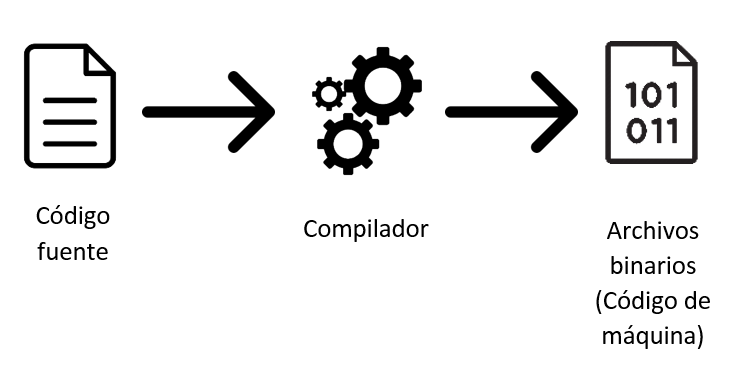 101
011
Código
fuente
Compilador
Archivos
binarios
(Código de
máquina)